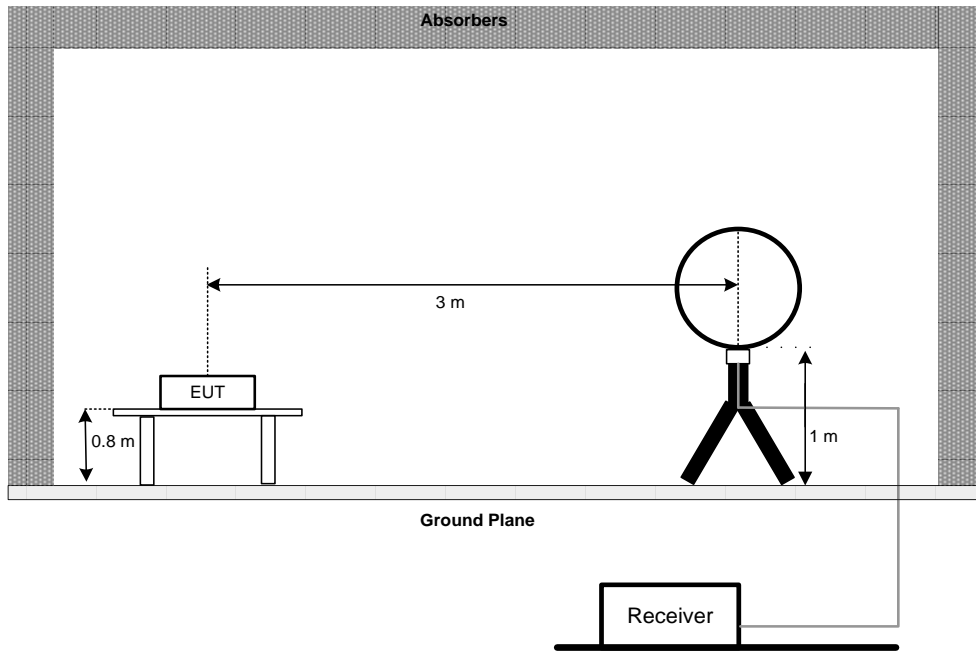 Absorbers
3 m
EUT
0.8 m
1 m
Ground Plane
Receiver